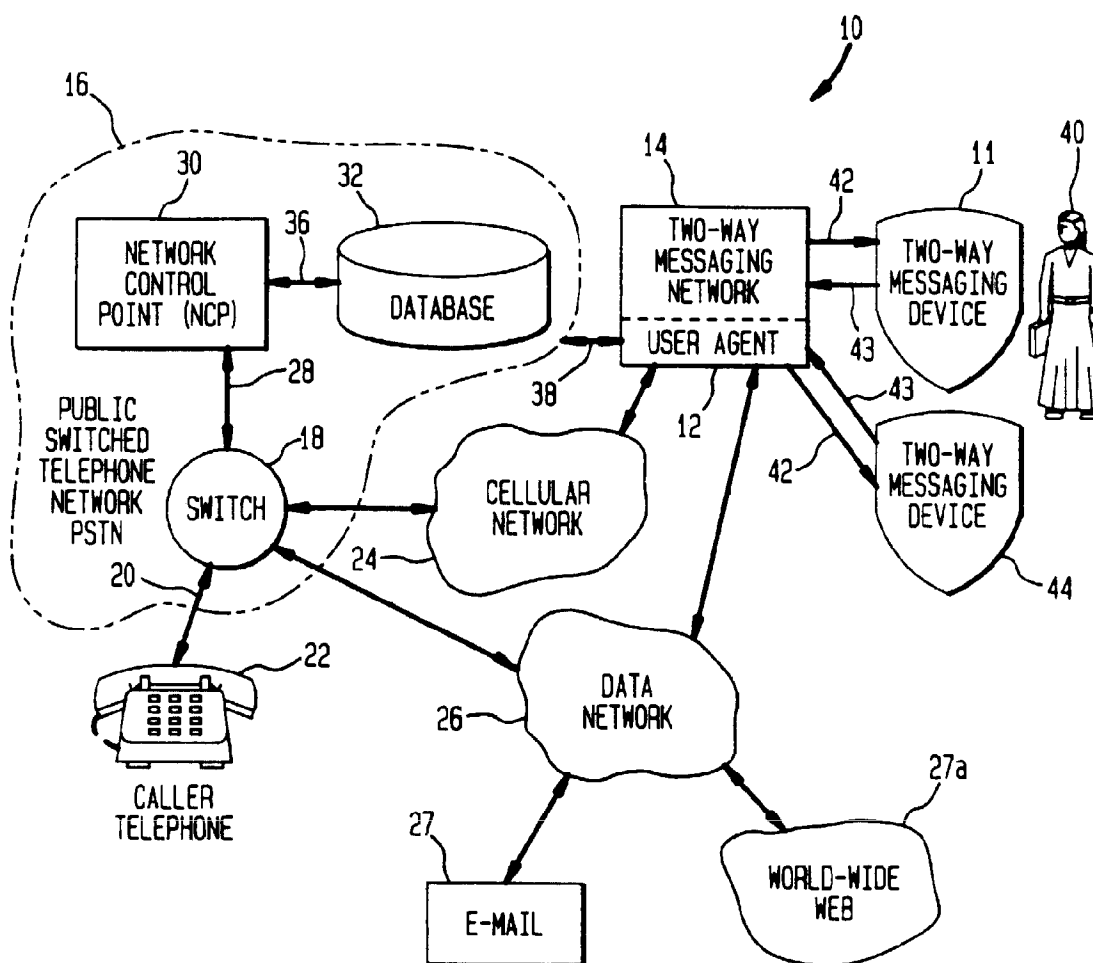 10
16
30
32
14
11
40
36
42
NETWORK
CONTROL
POINT (NCP)
DATABASE
TWO-WAY
MESSAGING
NETWORK
USER AGENT
TWO-WAY
MESSAGING
DEVICE
43
38
28
12
43
42
PUBLIC
SWITCHED
TELEPHONE
NETWORK
PSTN
18
SWITCH
CELLULAR
NETWORK
24
TWO-WAY
MESSAGING
DEVICE
44
20
22
CALLER
TELEPHONE
DATA
NETWORK
26
27
27a
E-MAIL
WORLD-WIDE
WEB